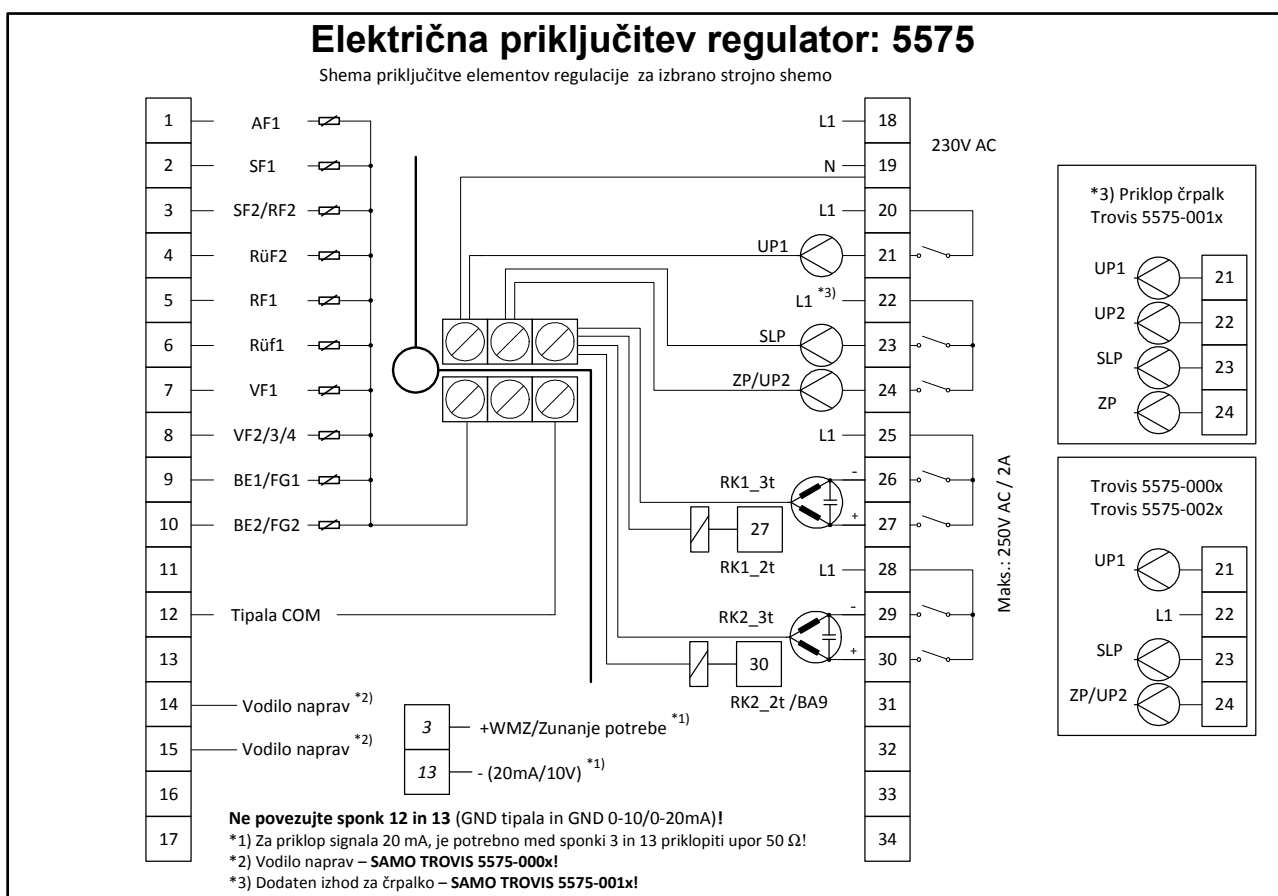 Električna priključitev regulator: 5575
Shema priključitve elementov regulacije za izbrano strojno shemo
1 AF1
2 SF1
3 SF2/RF2
4 RüF2
5 RF1
6 Rüf1
7 VF1
8 VF2/3/4
9 BE1/FG1
10 BE2/FG2
11
12 Tipala COM
13
14 Vodilo naprav *2)
15 Vodilo naprav *2)
16
17
3 +WMZ/Zunanje potrebe *1)
13 - (20mA/10V) *1)
L1 18
230V AC
N 19
L1 20
UP1 21
L1 *3) 22
SLP 23
ZP/UP2 24
L1 25
RK1_3t - 26
+ 27
27
RK1_2t
L1 28
RK2_3t - 29
+ 30
30
RK2_2t /BA9
31
32
33
34
Maks.: 250V AC / 2A
*3) Priklop črpalk
Trovis 5575-001x
UP1 21
UP2 22
SLP 23
ZP 24
Trovis 5575-000x
Trovis 5575-002x
UP1 21
L1 22
SLP 23
ZP/UP2 24
Ne povezujte sponk 12 in 13 (GND tipala in GND 0-10/0-20mA)!
*1) Za priklop signala 20 mA, je potrebno med sponki 3 in 13 priklopiti upor 50 Ω!
*2) Vodilo naprav – SAMO TROVIS 5575-000x!
*3) Dodaten izhod za črpalko – SAMO TROVIS 5575-001x!